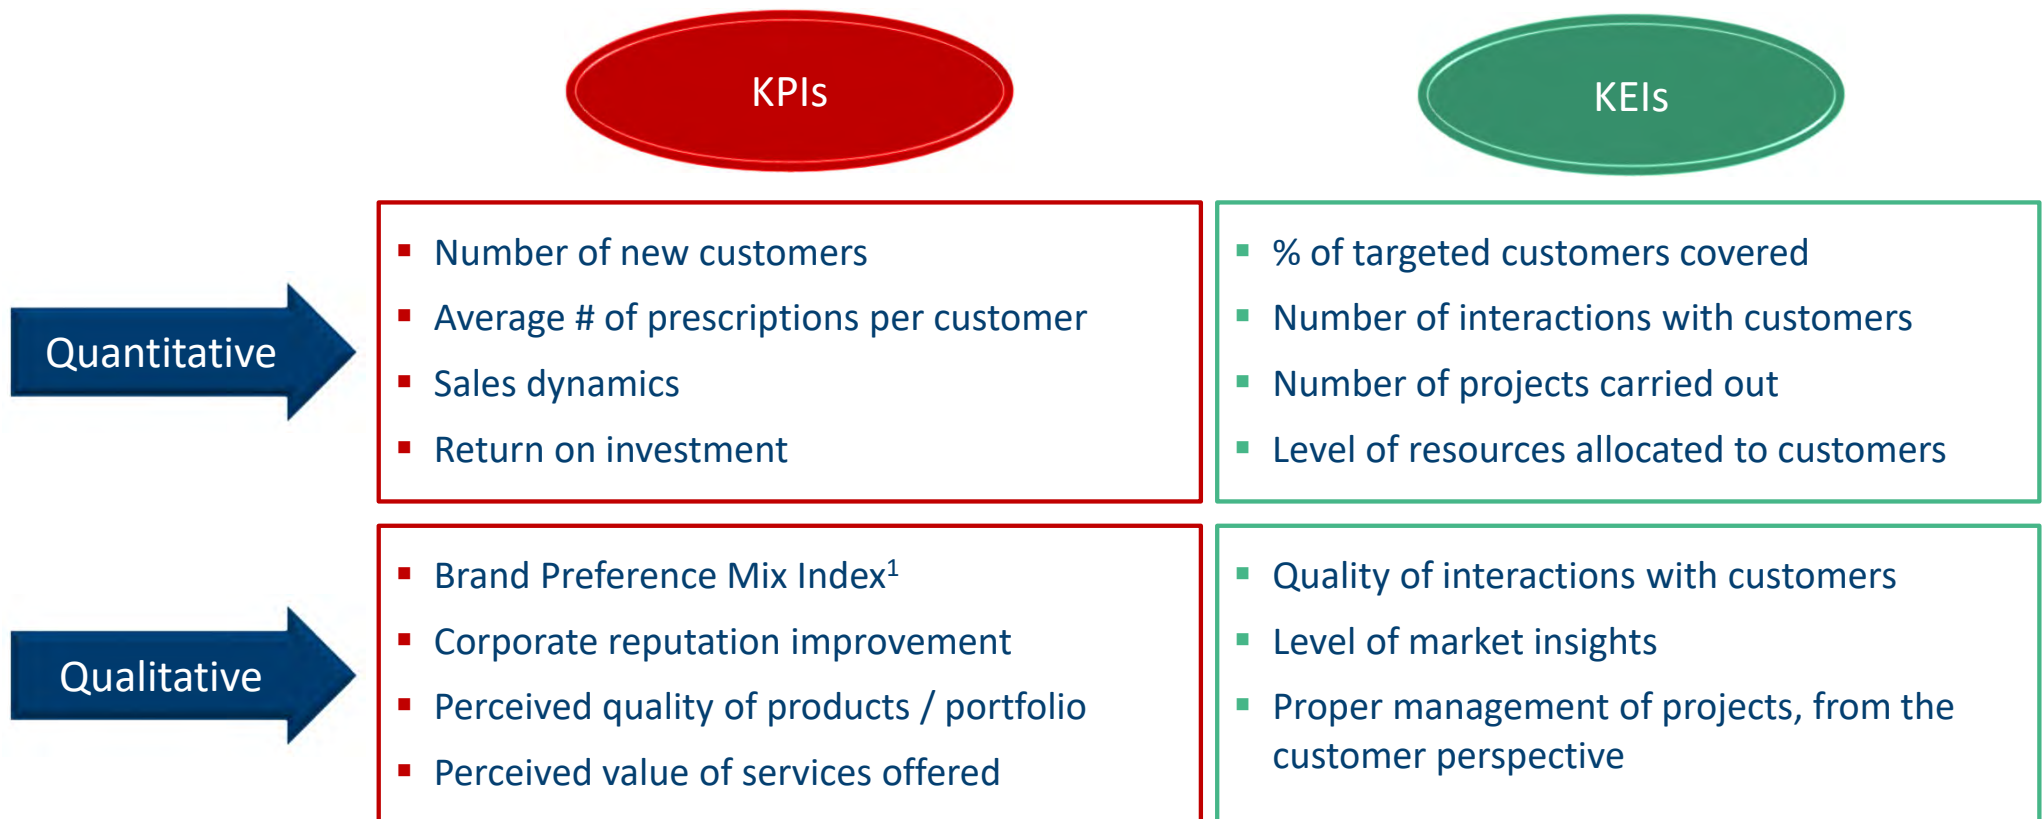 KPIs
KEIs
Quantitative
▪ Number of new customers
▪ Average # of prescriptions per customer
▪ Sales dynamics
▪ Return on investment
▪ % of targeted customers covered
▪ Number of interactions with customers
▪ Number of projects carried out
▪ Level of resources allocated to customers
Qualitative
▪ Brand Preference Mix Index¹
▪ Corporate reputation improvement
▪ Perceived quality of products / portfolio
▪ Perceived value of services offered
▪ Quality of interactions with customers
▪ Level of market insights
▪ Proper management of projects, from the
customer perspective